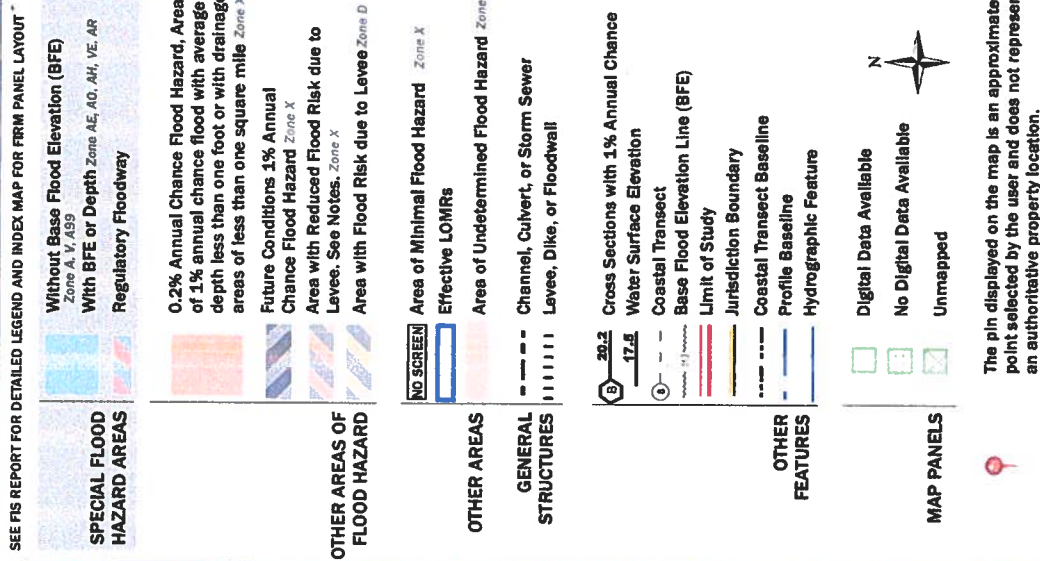 SEE FIS REPORT FOR DETAILED LEGEND AND INDEX MAP FOR FIRM PANEL LAYOUT
SPECIAL FLOOD
HAZARD AREAS
Without Base Flood Elevation (BFE)
Zone A, V, A99
With BFE or Depth Zone AE, AO, AH, VE, AR
Regulatory Floodway
OTHER AREAS OF
FLOOD HAZARD
0.2% Annual Chance Flood Hazard, Area
of 1% annual chance flood with average
depth less than one foot or with drainage
areas of less than one square mile Zone X
Future Conditions 1% Annual
Chance Flood Hazard Zone X
Area with Reduced Flood Risk due to
Levee. See Notes. Zone X
Area with Flood Risk due to Levee Zone D
OTHER AREAS
NO SCREEN Area of Minimal Flood Hazard Zone X
Effective LOMRs
Area of Undetermined Flood Hazard Zone
GENERAL
STRUCTURES
Channel, Culvert, or Storm Sewer
Levee, Dike, or Floodwall
OTHER
FEATURES
B 20.2 Cross Sections with 1% Annual Chance
17.5 Water Surface Elevation
8 Coastal Transect
Base Flood Elevation Line (BFE)
Limit of Study
Jurisdiction Boundary
Coastal Transect Baseline
Profile Baseline
Hydrographic Feature
MAP PANELS
Digital Data Available
No Digital Data Available
Unmapped
N
The pin displayed on the map is an approximate
point selected by the user and does not represen
an authoritative property location.